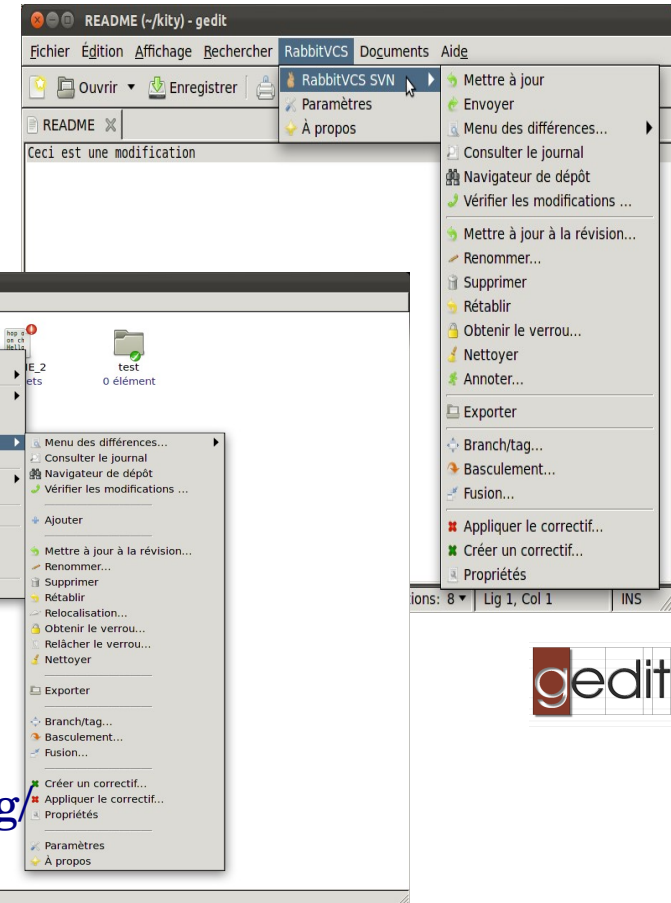 README (~/kity) - gedit
Fichier Édition Affichage Rechercher RabbitVCS Documents Aide
Ouvrir Enregistrer
RabbitVCS SVN
Paramètres
À propos
Mettre à jour
Envoyer
Menu des différences...
Consulter le journal
Navigateur de dépôt
Vérifier les modifications ...
Mettre à jour à la révision...
Renommer...
Supprimer
Rétablir
Obtenir le verrou...
Nettoyer
Annoter...
Exporter
Branch/tag...
Basculement...
Fusion...
Appliquer le correctif...
Créer un correctif...
Propriétés
README
Ceci est une modification
ions: 8 Lig 1, Col 1 INS
gedit
E_2
ets
test
0 élément
Menu des différences...
Consulter le journal
Navigateur de dépôt
Vérifier les modifications ...
Ajouter
Mettre à jour à la révision...
Renommer...
Supprimer
Rétablir
Relocalisation...
Obtenir le verrou...
Relâcher le verrou...
Nettoyer
Exporter
Branch/tag...
Basculement...
Fusion...
Créer un correctif...
Appliquer le correctif...
Propriétés
Paramètres
À propos
g/